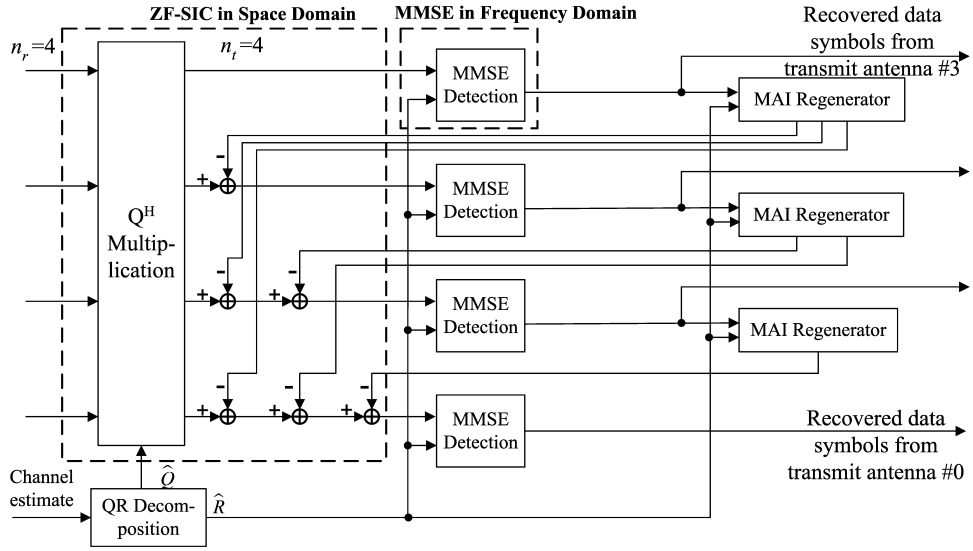 ZF-SIC in Space Domain
MMSE in Frequency Domain
Recovered data
symbols from
transmit antenna #3
n_r=4
n_t=4
MMSE
Detection
MAI Regenerator
-
+
MMSE
Detection
MAI Regenerator
Q^H
Multip-
lication
-
-
+
+
MMSE
Detection
MAI Regenerator
-
-
-
+
+
+
MMSE
Detection
Recovered data
symbols from
transmit antenna #0
Channel
estimate
Q̂
QR Decom-
position
R̂